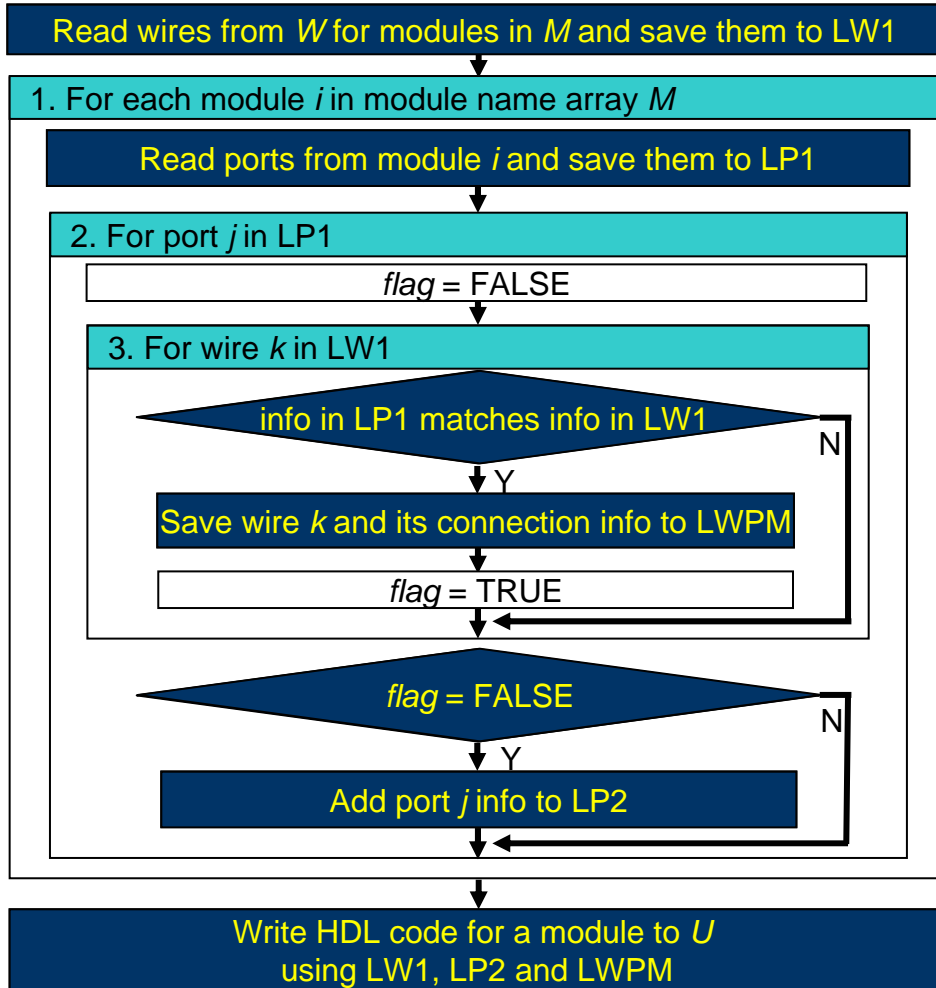 Read wires from W for modules in M and save them to LW1
1. For each module i in module name array M
Read ports from module i and save them to LP1
2. For port j in LP1
flag = FALSE
3. For wire k in LW1
info in LP1 matches info in LW1
N
Y
Save wire k and its connection info to LWPM
flag = TRUE
flag = FALSE
N
Y
Add port j info to LP2
Write HDL code for a module to U
using LW1, LP2 and LWPM